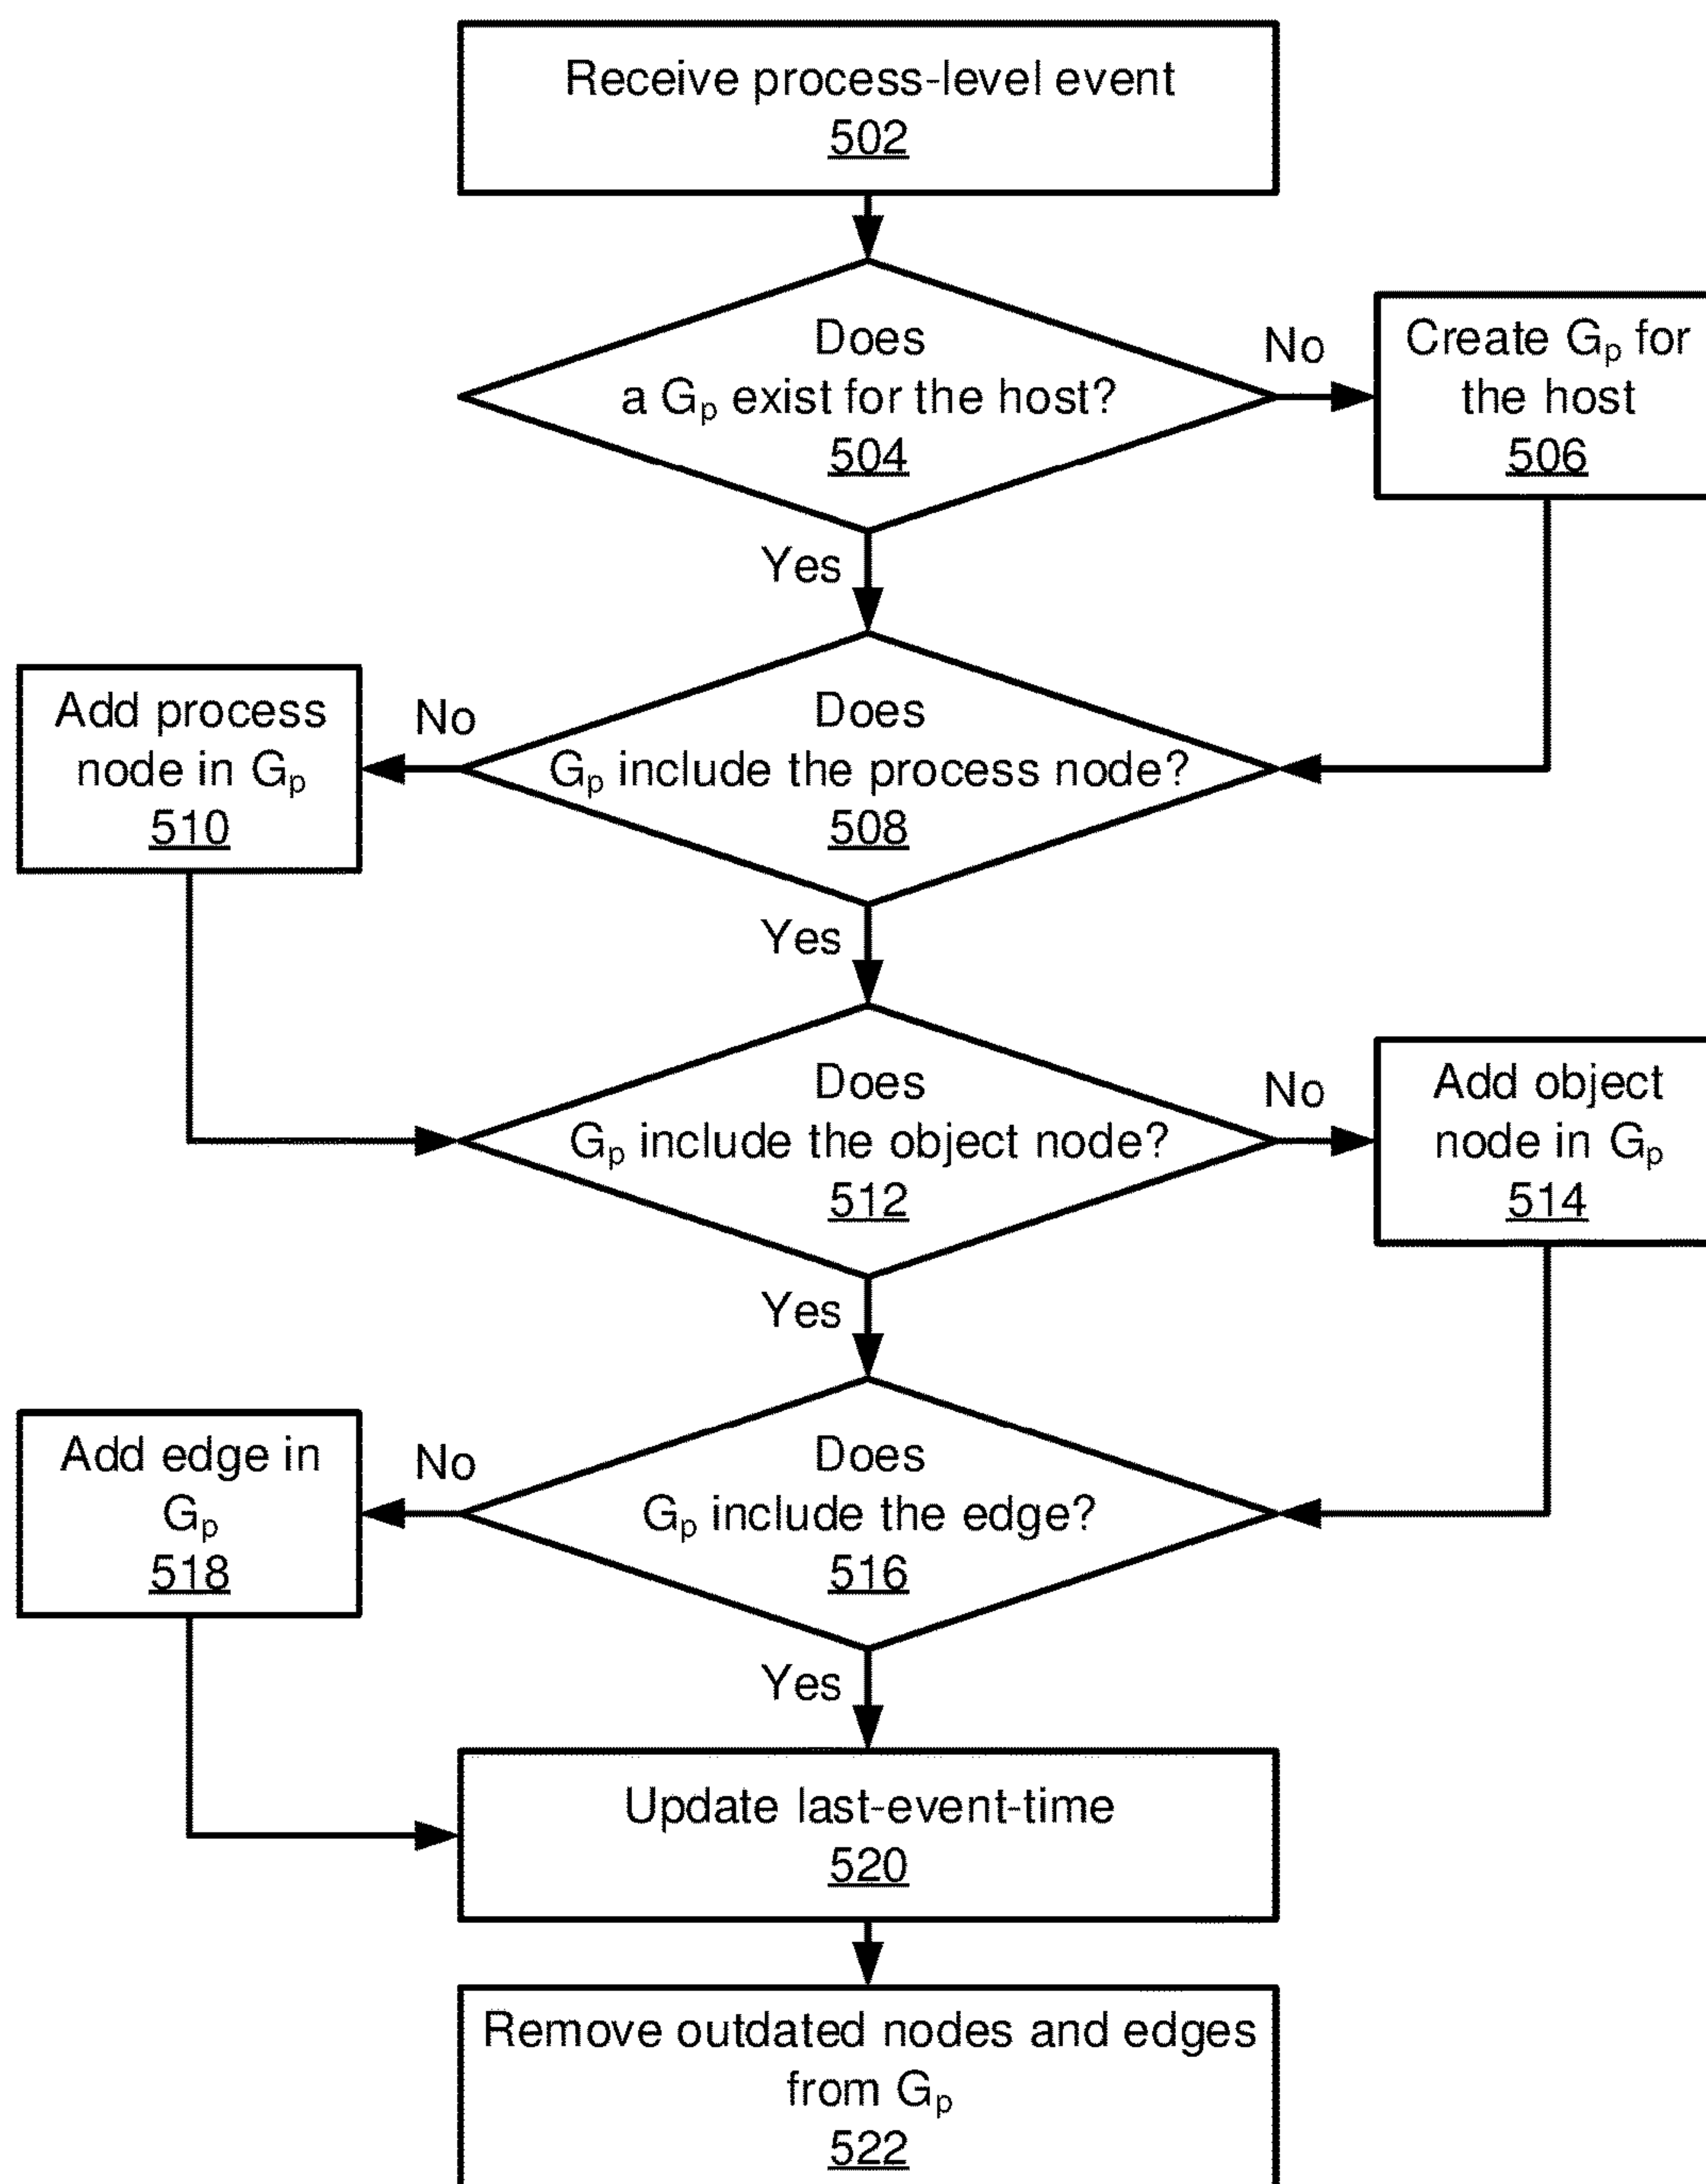 Receive process-level event
502
Does
a Gp exist for the host?
504
No
Create Gp for
the host
506
Yes
Does
Gp include the process node?
508
No
Add process
node in Gp
510
Yes
Does
Gp include the object node?
512
No
Add object
node in Gp
514
Yes
Does
Gp include the edge?
516
No
Add edge in
Gp
518
Yes
Update last-event-time
520
Remove outdated nodes and edges
from Gp
522